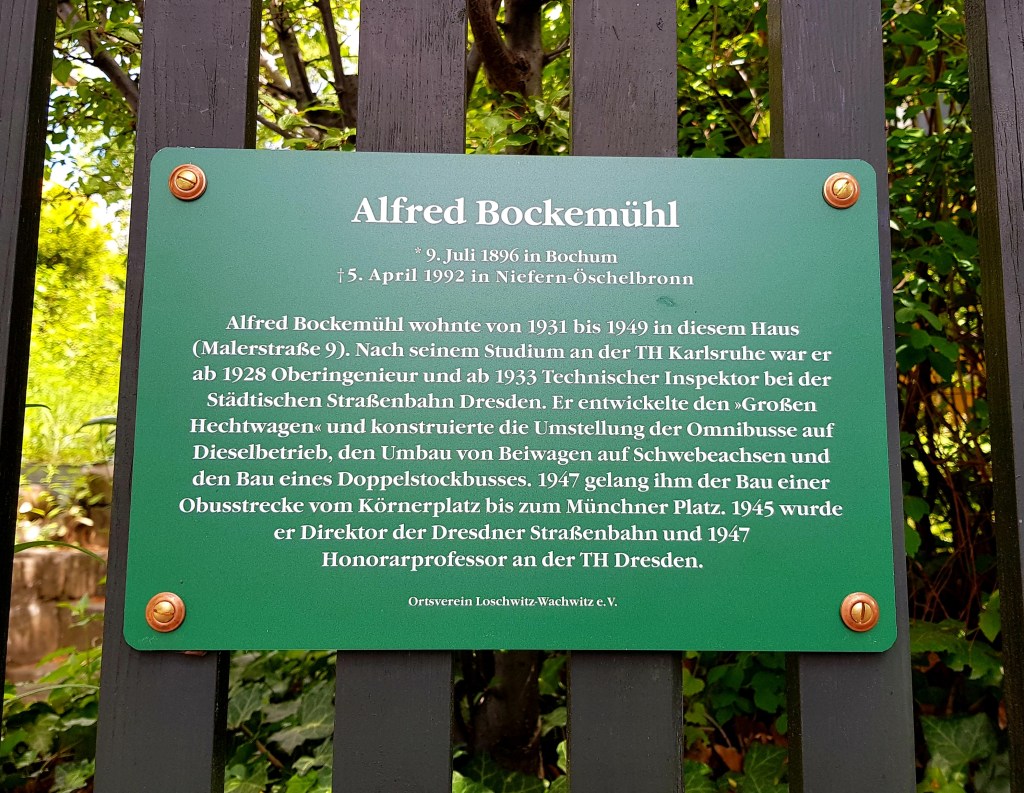 Alfred Bockemühl
* 9. Juli 1896 in Bochum
† 5. April 1992 in Niefern-Öschelbronn
Alfred Bockemühl wohnte von 1931 bis 1949 in diesem Haus
(Malerstraße 9). Nach seinem Studium an der TH Karlsruhe war er
ab 1928 Oberingenieur und ab 1933 Technischer Inspektor bei der
Städtischen Straßenbahn Dresden. Er entwickelte den »Großen
Hechtwagen« und konstruierte die Umstellung der Omnibusse auf
Dieselbetrieb, den Umbau von Beiwagen auf Schwebeachsen und
den Bau eines Doppelstockbusses. 1947 gelang ihm der Bau einer
Obusstrecke vom Körnerplatz bis zum Münchner Platz. 1945 wurde
er Direktor der Dresdner Straßenbahn und 1947
Honorarprofessor an der TH Dresden.
Ortsverein Loschwitz-Wachwitz e.V.